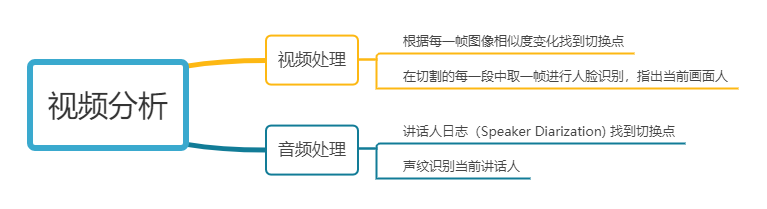 视频分析
视频处理
根据每一帧图像相似度变化找到切换点
在切割的每一段中取一帧进行人脸识别，指出当前画面人
音频处理
讲话人日志（Speaker Diarization) 找到切换点
声纹识别当前讲话人